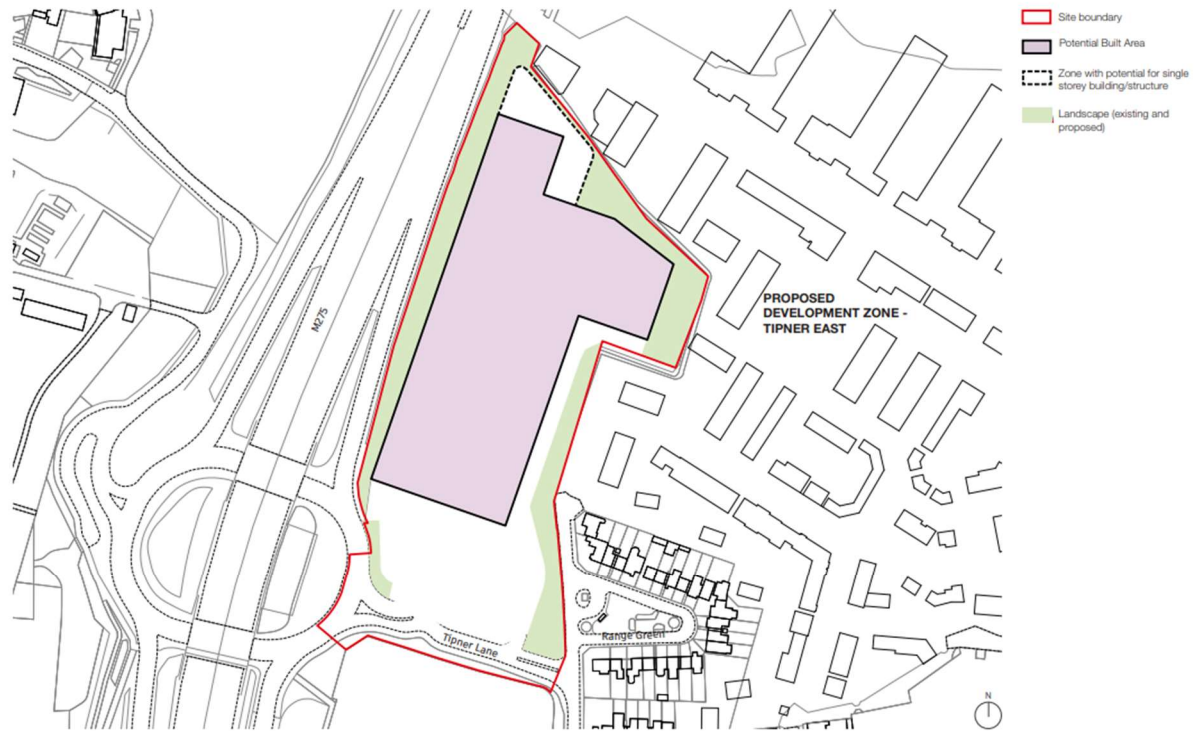 Site boundary
Potential Built Area
Zone with potential for single
storey building/structure
Landscape (existing and
proposed)
M275
PROPOSED
DEVELOPMENT ZONE -
TIPNER EAST
Tipner Lane
Range Green
N